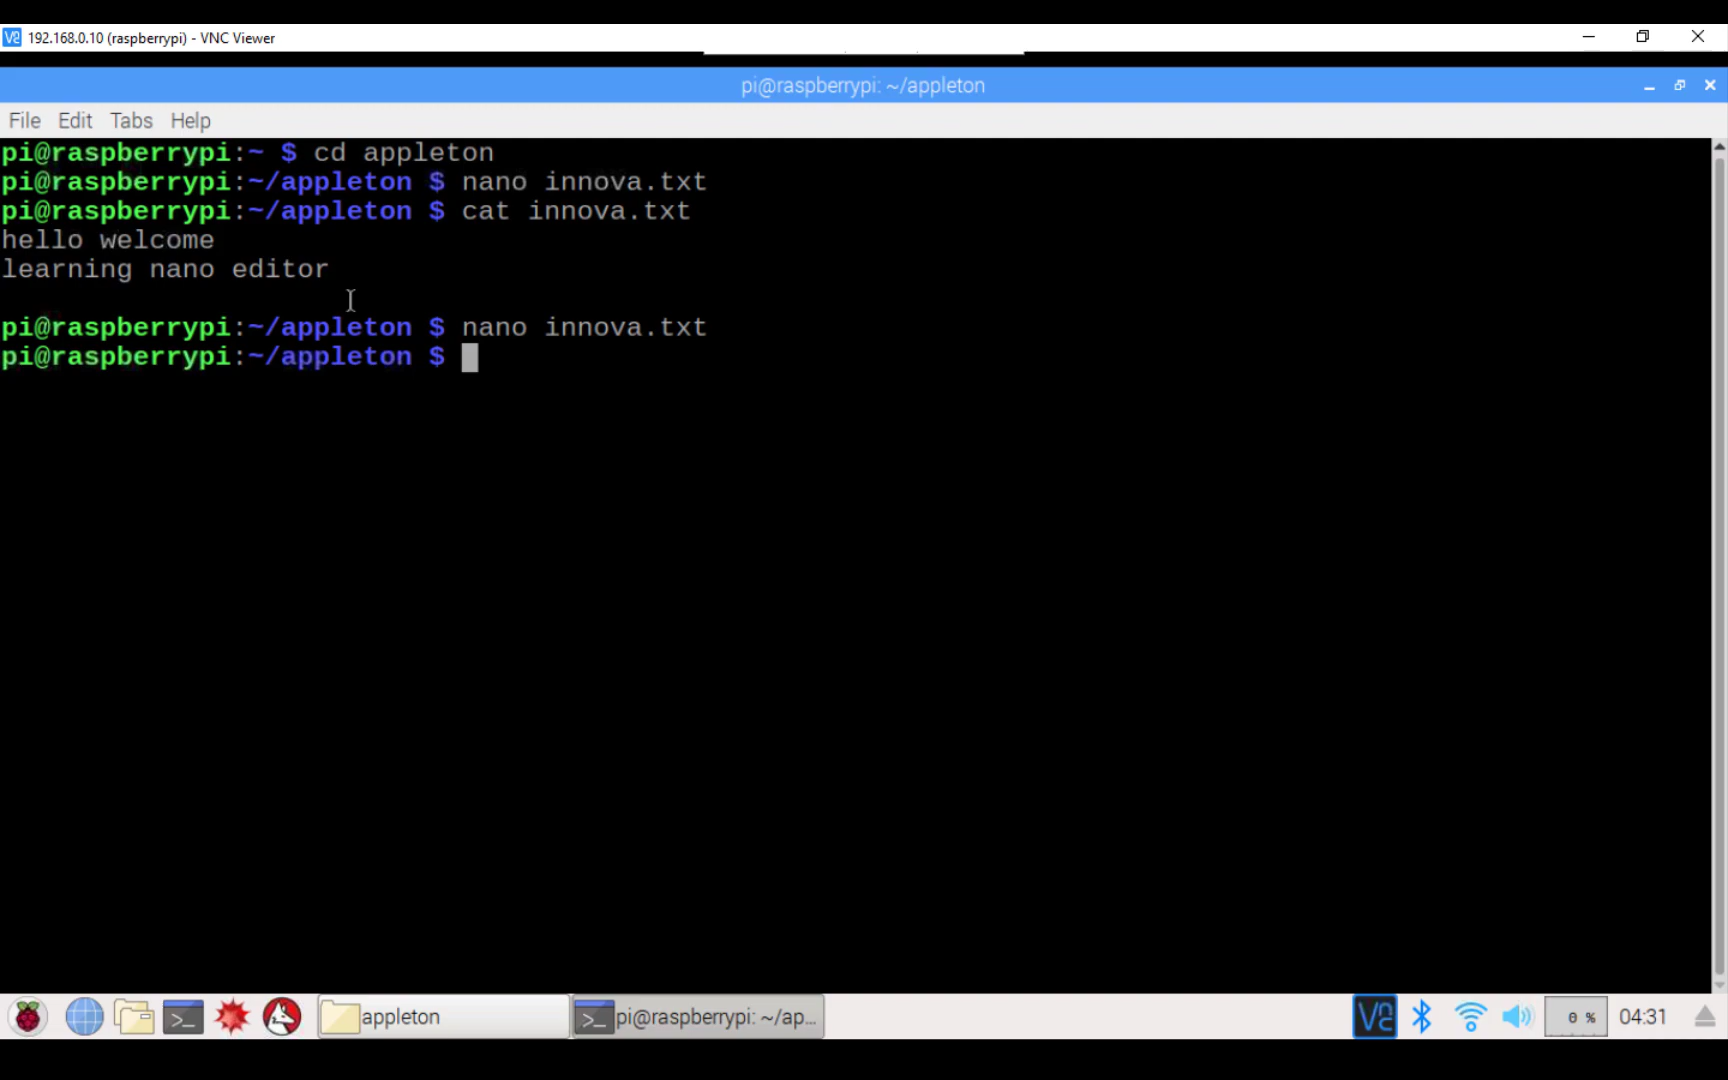 192.168.0.10 (raspberrypi) - VNC Viewer
pi@raspberrypi: ~/appleton
File Edit Tabs Help
pi@raspberrypi:~ $ cd appleton
pi@raspberrypi:~/appleton $ nano innova.txt
pi@raspberrypi:~/appleton $ cat innova.txt
hello welcome
learning nano editor
pi@raspberrypi:~/appleton $ nano innova.txt
pi@raspberrypi:~/appleton $
appleton
pi@raspberrypi: ~/ap...
0 %
04:31